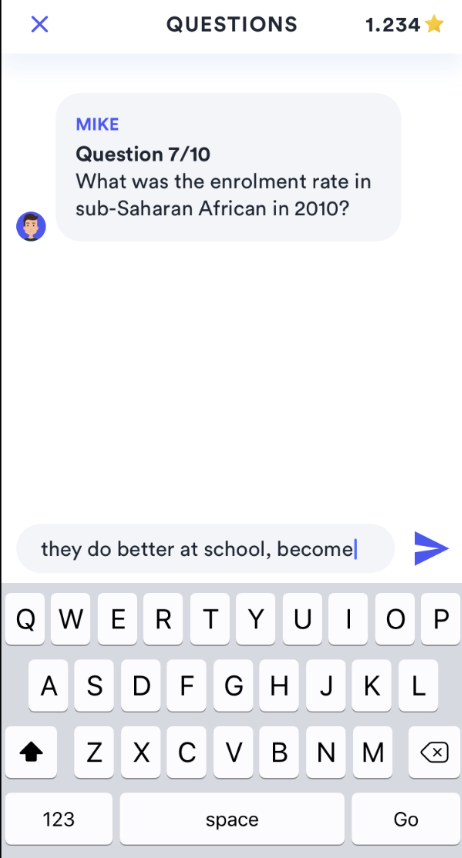 QUESTIONS 1.234
MIKE
Question 7/10
What was the enrolment rate in
sub-Saharan African in 2010?
they do better at school, become
Q W E R T Y U I O P
A S D F G H J K L
Z X C V B N M
123 space Go